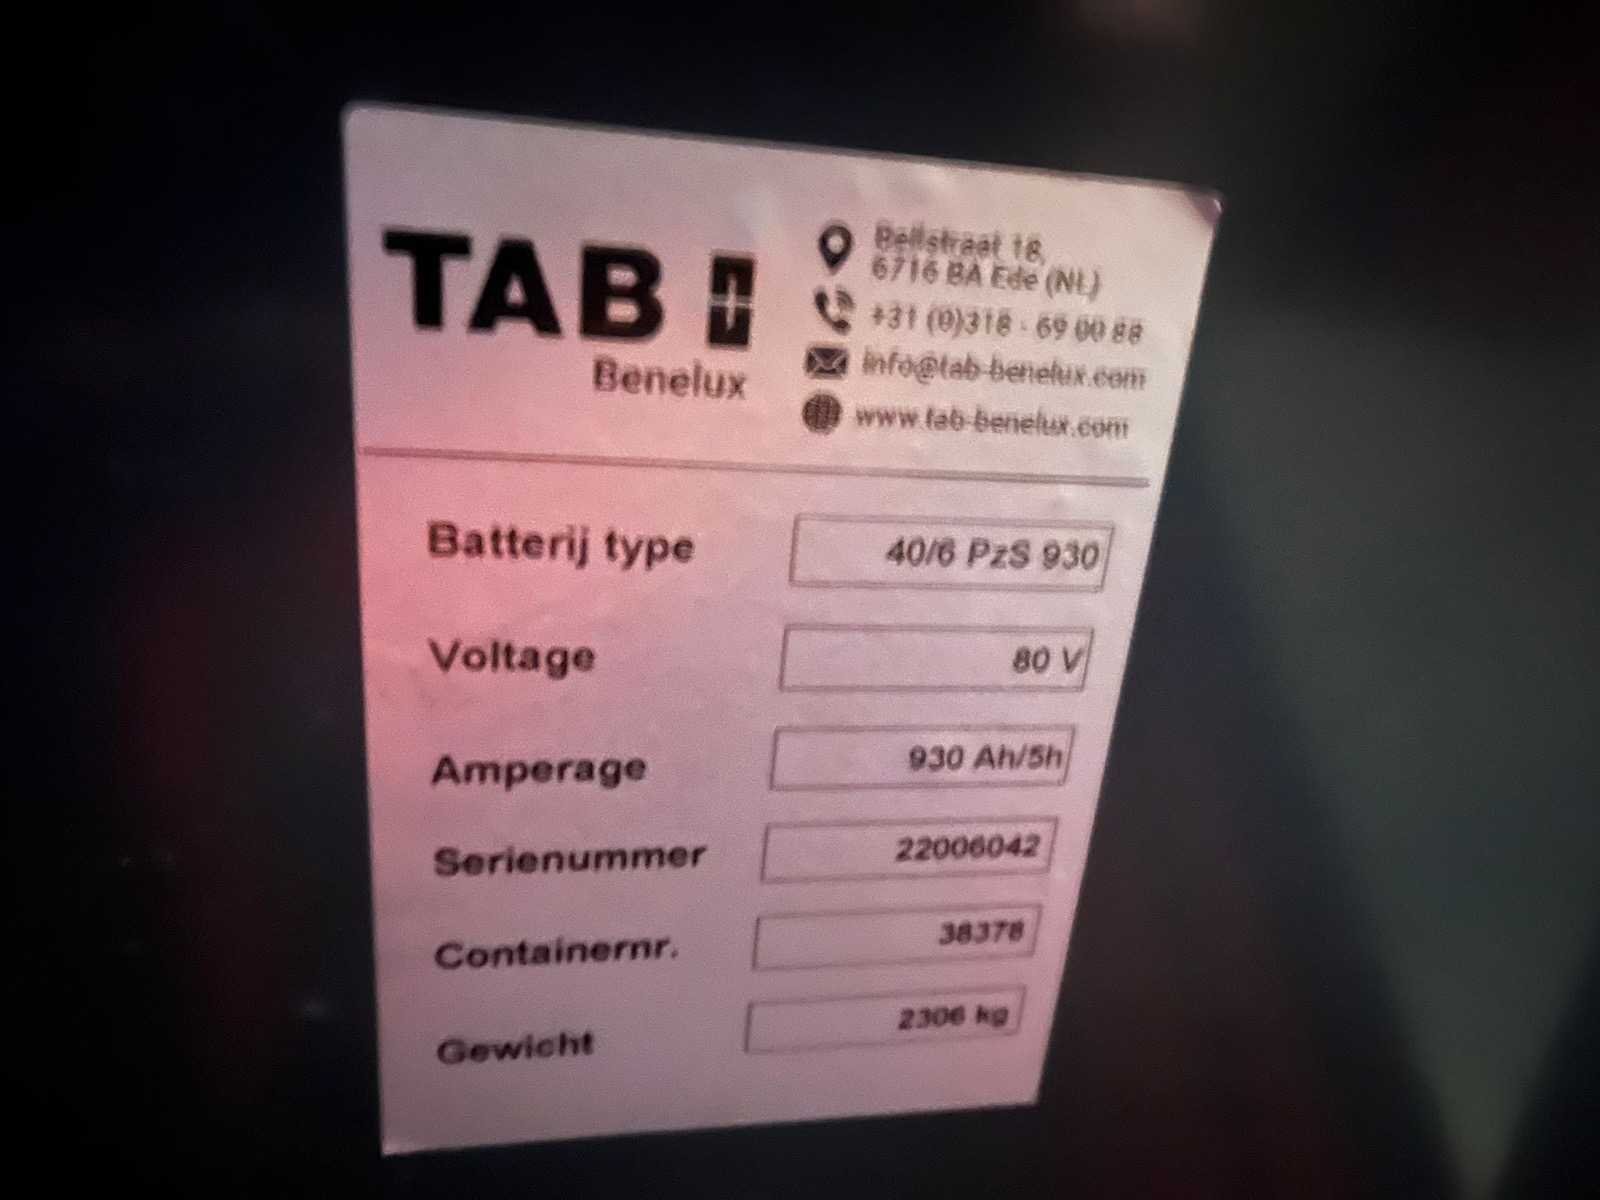 TAB
Benelux
18,
6716 BA Ede (NL)
+31 (0)318 - 69 00 88
info@tab-benelux.com
www.tab-benelux.com
Batterij type 40/6 PzS 930
Voltage 80 V
Amperage 930 Ah/5h
Serienummer 22006042
Containernr. 38378
Gewicht 2306 kg